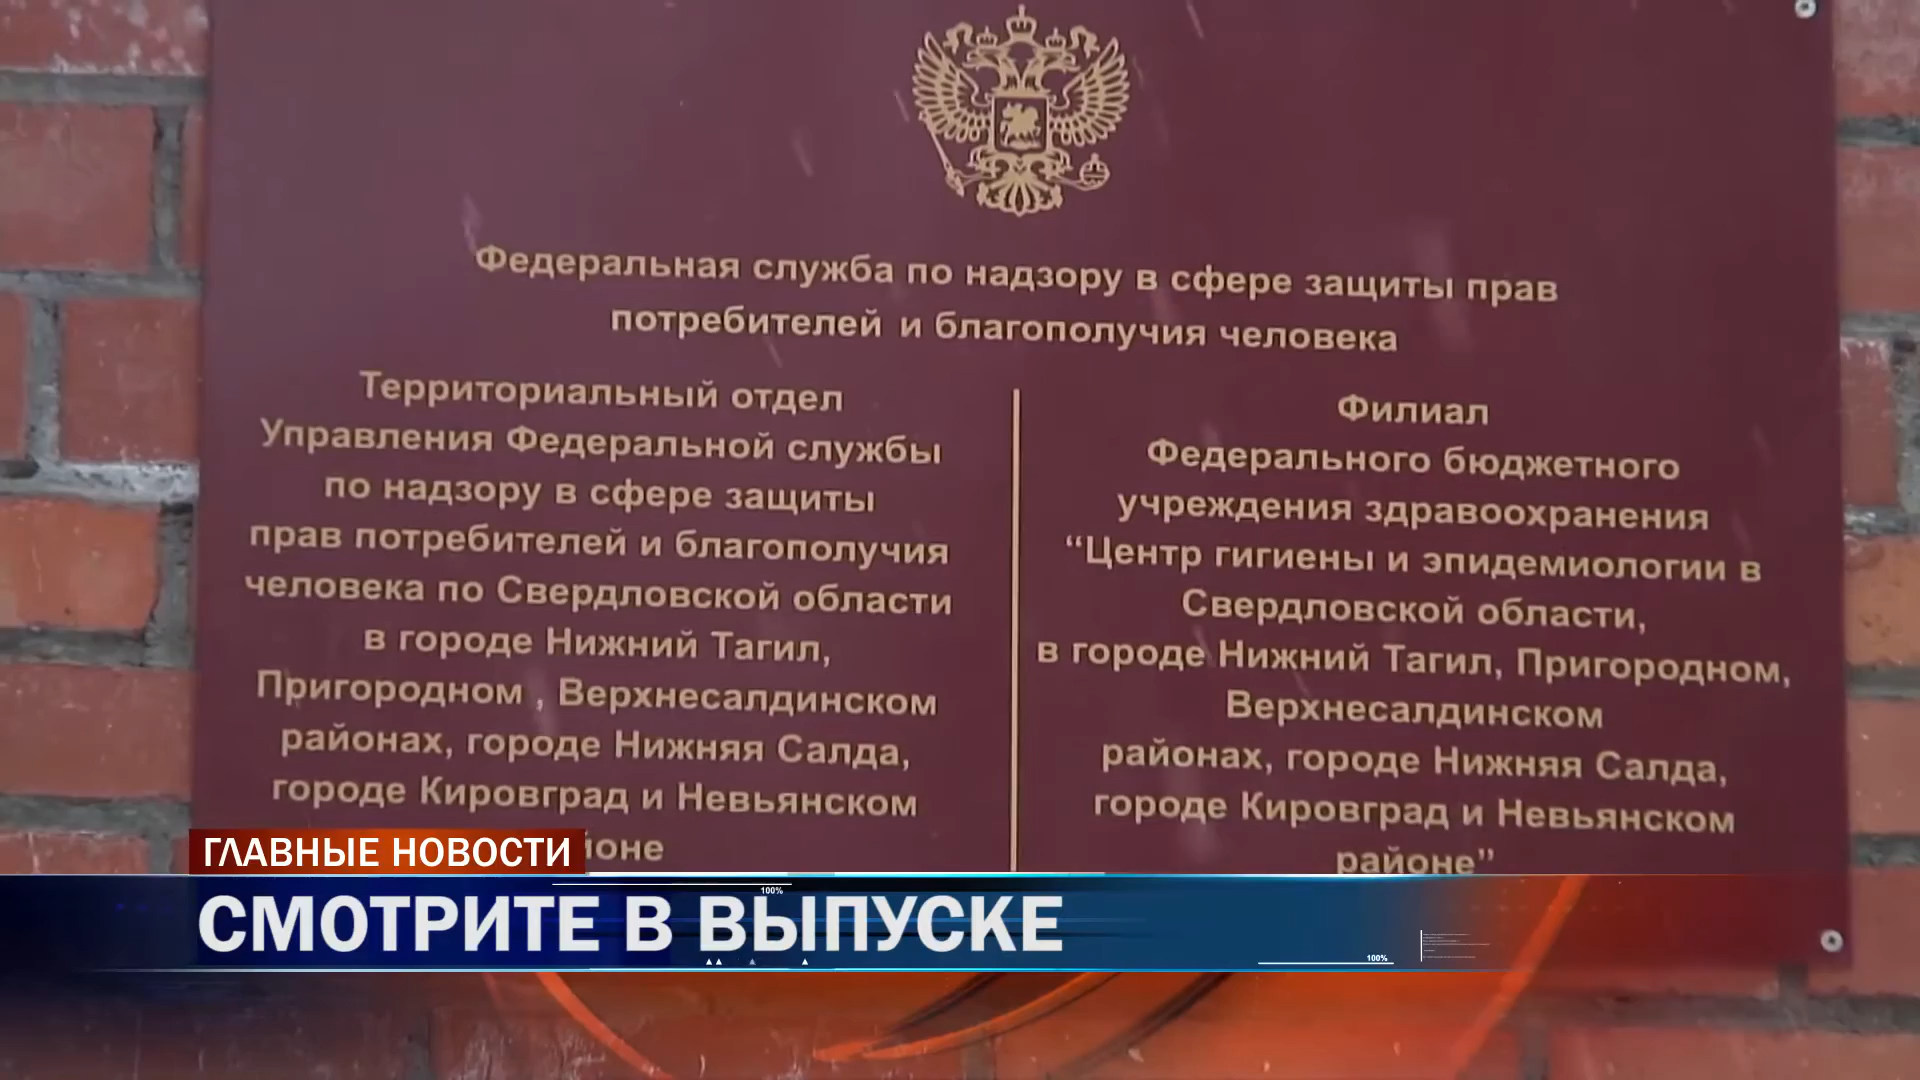 Федеральная служба по надзору в сфере защиты прав
потребителей и благополучия человека
Территориальный отдел
Управления Федеральной службы
по надзору в сфере защиты
прав потребителей и благополучия
человека по Свердловской области
в городе Нижний Тагил,
Пригородном , Верхнесалдинском
районах, городе Нижняя Салда,
городе Кировград и Невьянском
йоне
Филиал
Федерального бюджетного
учреждения здравоохранения
“Центр гигиены и эпидемиологии в
Свердловской области,
в городе Нижний Тагил, Пригородном,
Верхнесалдинском
районах, городе Нижняя Салда,
городе Кировград и Невьянском
районе”
ГЛАВНЫЕ НОВОСТИ
100%
СМОТРИТЕ В ВЫПУСКЕ
100%